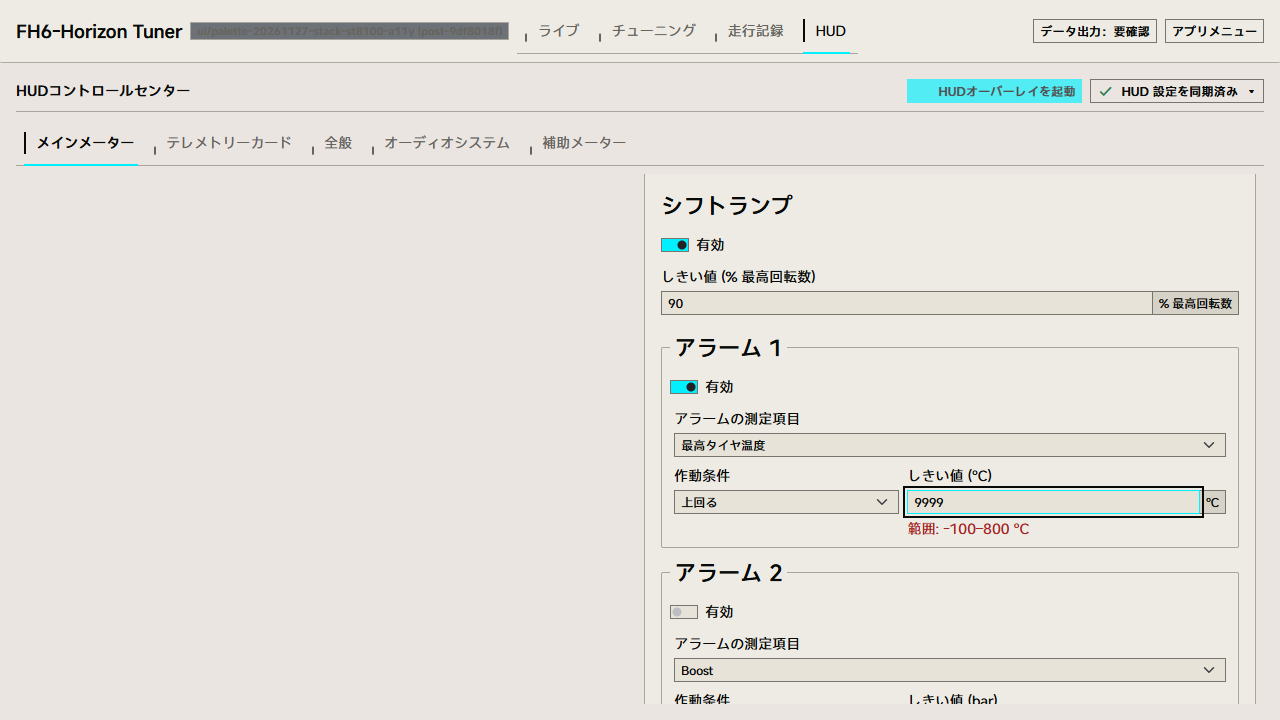 FH6-Horizon Tuner
ライブ
チューニング
走行記録
HUD
データ出力: 要確認
アプリメニュー
HUDコントロールセンター
HUDオーバーレイを起動
HUD 設定を同期済み
メインメーター
テレメトリーカード
全般
オーディオシステム
補助メーター
シフトランプ
有効
しきい値 (% 最高回転数)
90
% 最高回転数
アラーム 1
有効
アラームの測定項目
最高タイヤ温度
作動条件
しきい値 (°C)
上回る
9999
°C
範囲: -100–800 °C
アラーム 2
有効
アラームの測定項目
Boost
作動条件
しきい値 (bar)